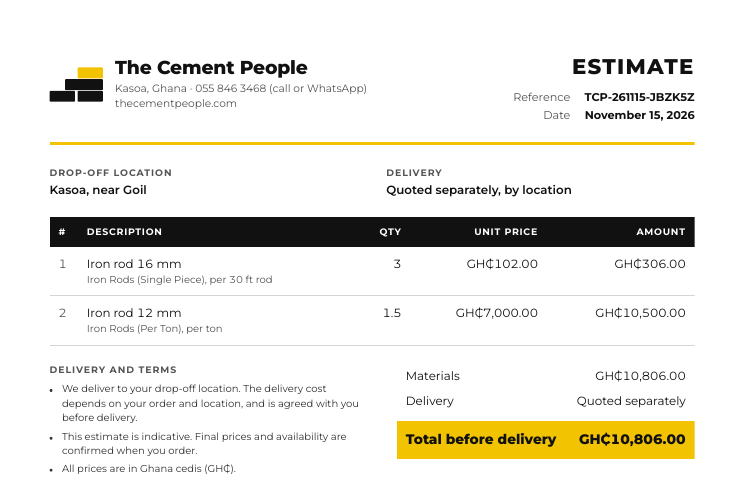 The Cement People
Kasoa, Ghana · 055 846 3468 (call or WhatsApp)
thecementpeople.com
ESTIMATE
Reference TCP-261115-JBZK5Z
Date November 15, 2026
DROP-OFF LOCATION
Kasoa, near Goil
DELIVERY
Quoted separately, by location
# DESCRIPTION QTY UNIT PRICE AMOUNT
1 Iron rod 16 mm 3 GH₵102.00 GH₵306.00
Iron Rods (Single Piece), per 30 ft rod
2 Iron rod 12 mm 1.5 GH₵7,000.00 GH₵10,500.00
Iron Rods (Per Ton), per ton
DELIVERY AND TERMS
• We deliver to your drop-off location. The delivery cost
depends on your order and location, and is agreed with you
before delivery.
• This estimate is indicative. Final prices and availability are
confirmed when you order.
• All prices are in Ghana cedis (GH₵).
Materials GH₵10,806.00
Delivery Quoted separately
Total before delivery GH₵10,806.00